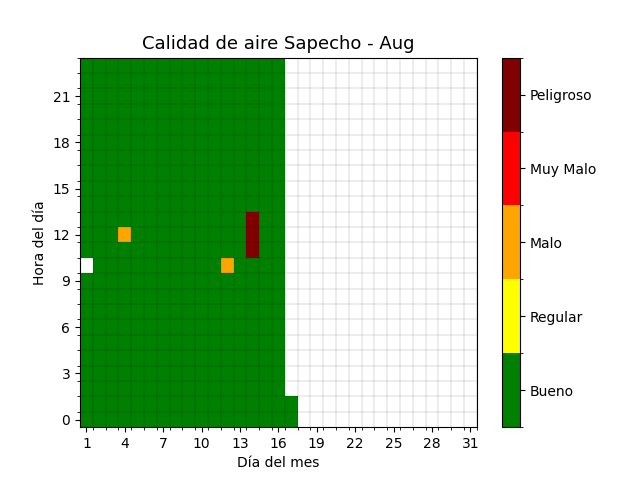 Calidad de aire Sapecho - Aug
Hora del día
21
18
15
12
9
6
3
0
1 4 7 10 13 16 19 22 25 28 31
Día del mes
Peligroso
Muy Malo
Malo
Regular
Bueno